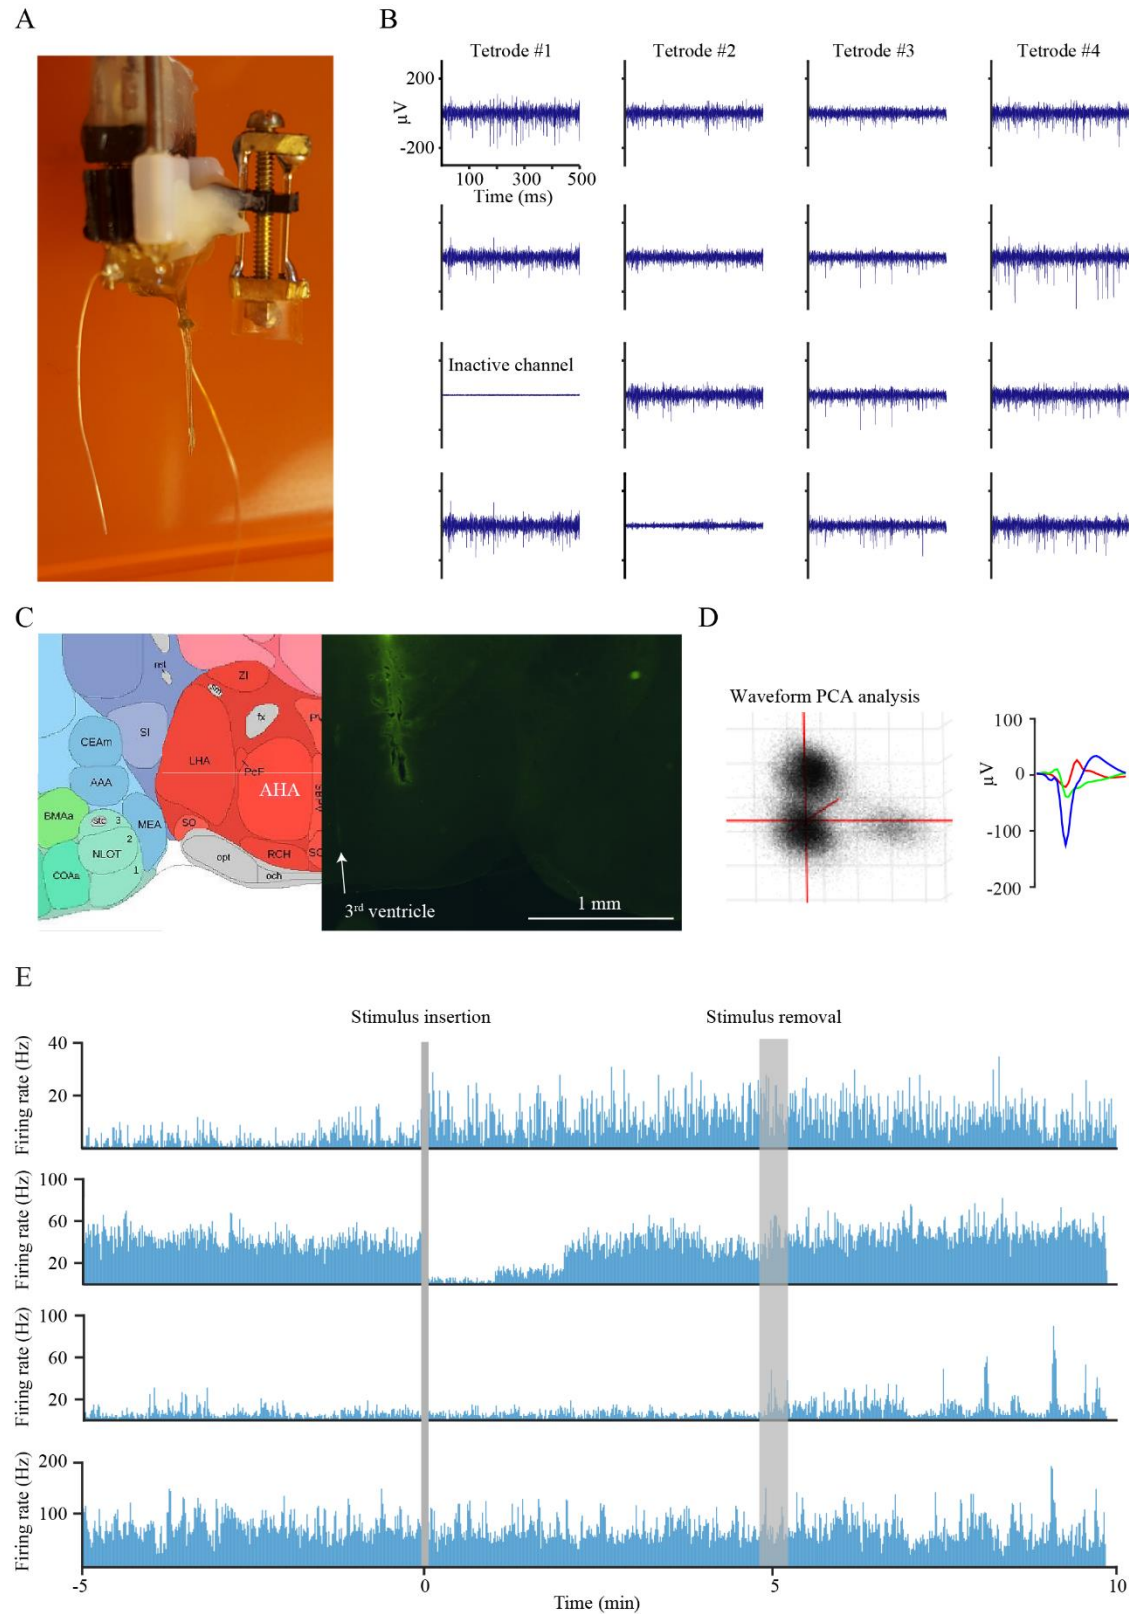 A
B
Tetrode #1
Tetrode #2
Tetrode #3
Tetrode #4
200
-200
µV
100 300 500
Time (ms)
Inactive channel
C
ZI
fx
SI
CEAm
LHA
PeF
AHA
AAA
BMAa
stc 3
MEA
SO
2
NLOT
opt
RCH
SC
COAa
1
och
3rd ventricle
1 mm
D
Waveform PCA analysis
100
0
-100
-200
µV
E
Stimulus insertion
Stimulus removal
Firing rate (Hz)
40
20
Firing rate (Hz)
100
60
20
Firing rate (Hz)
100
60
20
Firing rate (Hz)
200
100
-5 0 5 10
Time (min)